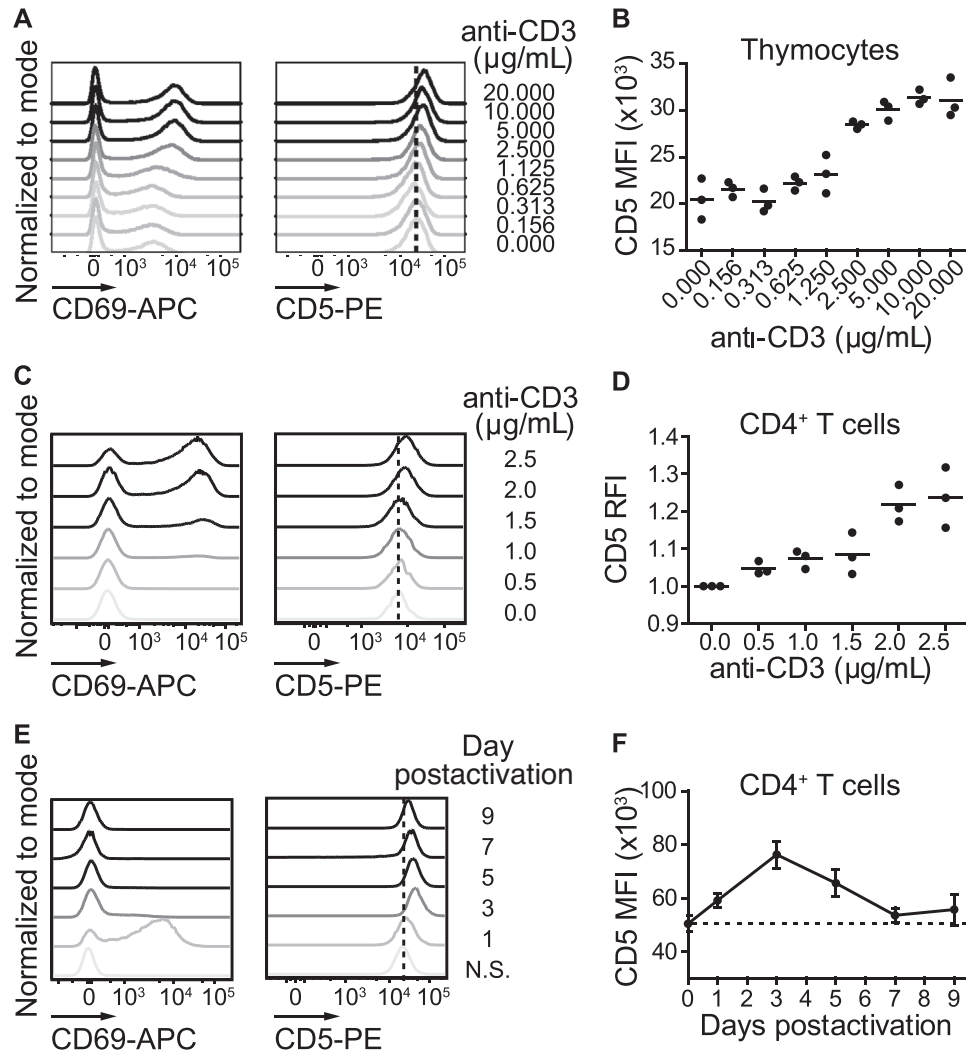 A
Normalized to mode
anti-CD3
(µg/mL)
20.000
10.000
5.000
2.500
1.125
0.625
0.313
0.156
0.000
0 10³ 10⁴ 10⁵
CD69-APC
0 10³ 10⁴ 10⁵
CD5-PE
B
Thymocytes
CD5 MFI (x10³)
35
30
25
20
15
0.000 0.156 0.313 0.625 1.250 2.500 5.000 10.000 20.000
anti-CD3 (µg/mL)
C
Normalized to mode
anti-CD3
(µg/mL)
2.5
2.0
1.5
1.0
0.5
0.0
0 10³ 10⁴ 10⁵
CD69-APC
0 10³ 10⁴ 10⁵
CD5-PE
D
CD4⁺ T cells
CD5 RFI
1.4
1.3
1.2
1.1
1.0
0.9
0.0 0.5 1.0 1.5 2.0 2.5
anti-CD3 (µg/mL)
E
Normalized to mode
Day
postactivation
9
7
5
3
1
N.S.
0 10³ 10⁴ 10⁵
CD69-APC
0 10³ 10⁴ 10⁵
CD5-PE
F
CD4⁺ T cells
CD5 MFI (x10³)
100
80
60
40
0 1 2 3 4 5 6 7 8 9
Days postactivation